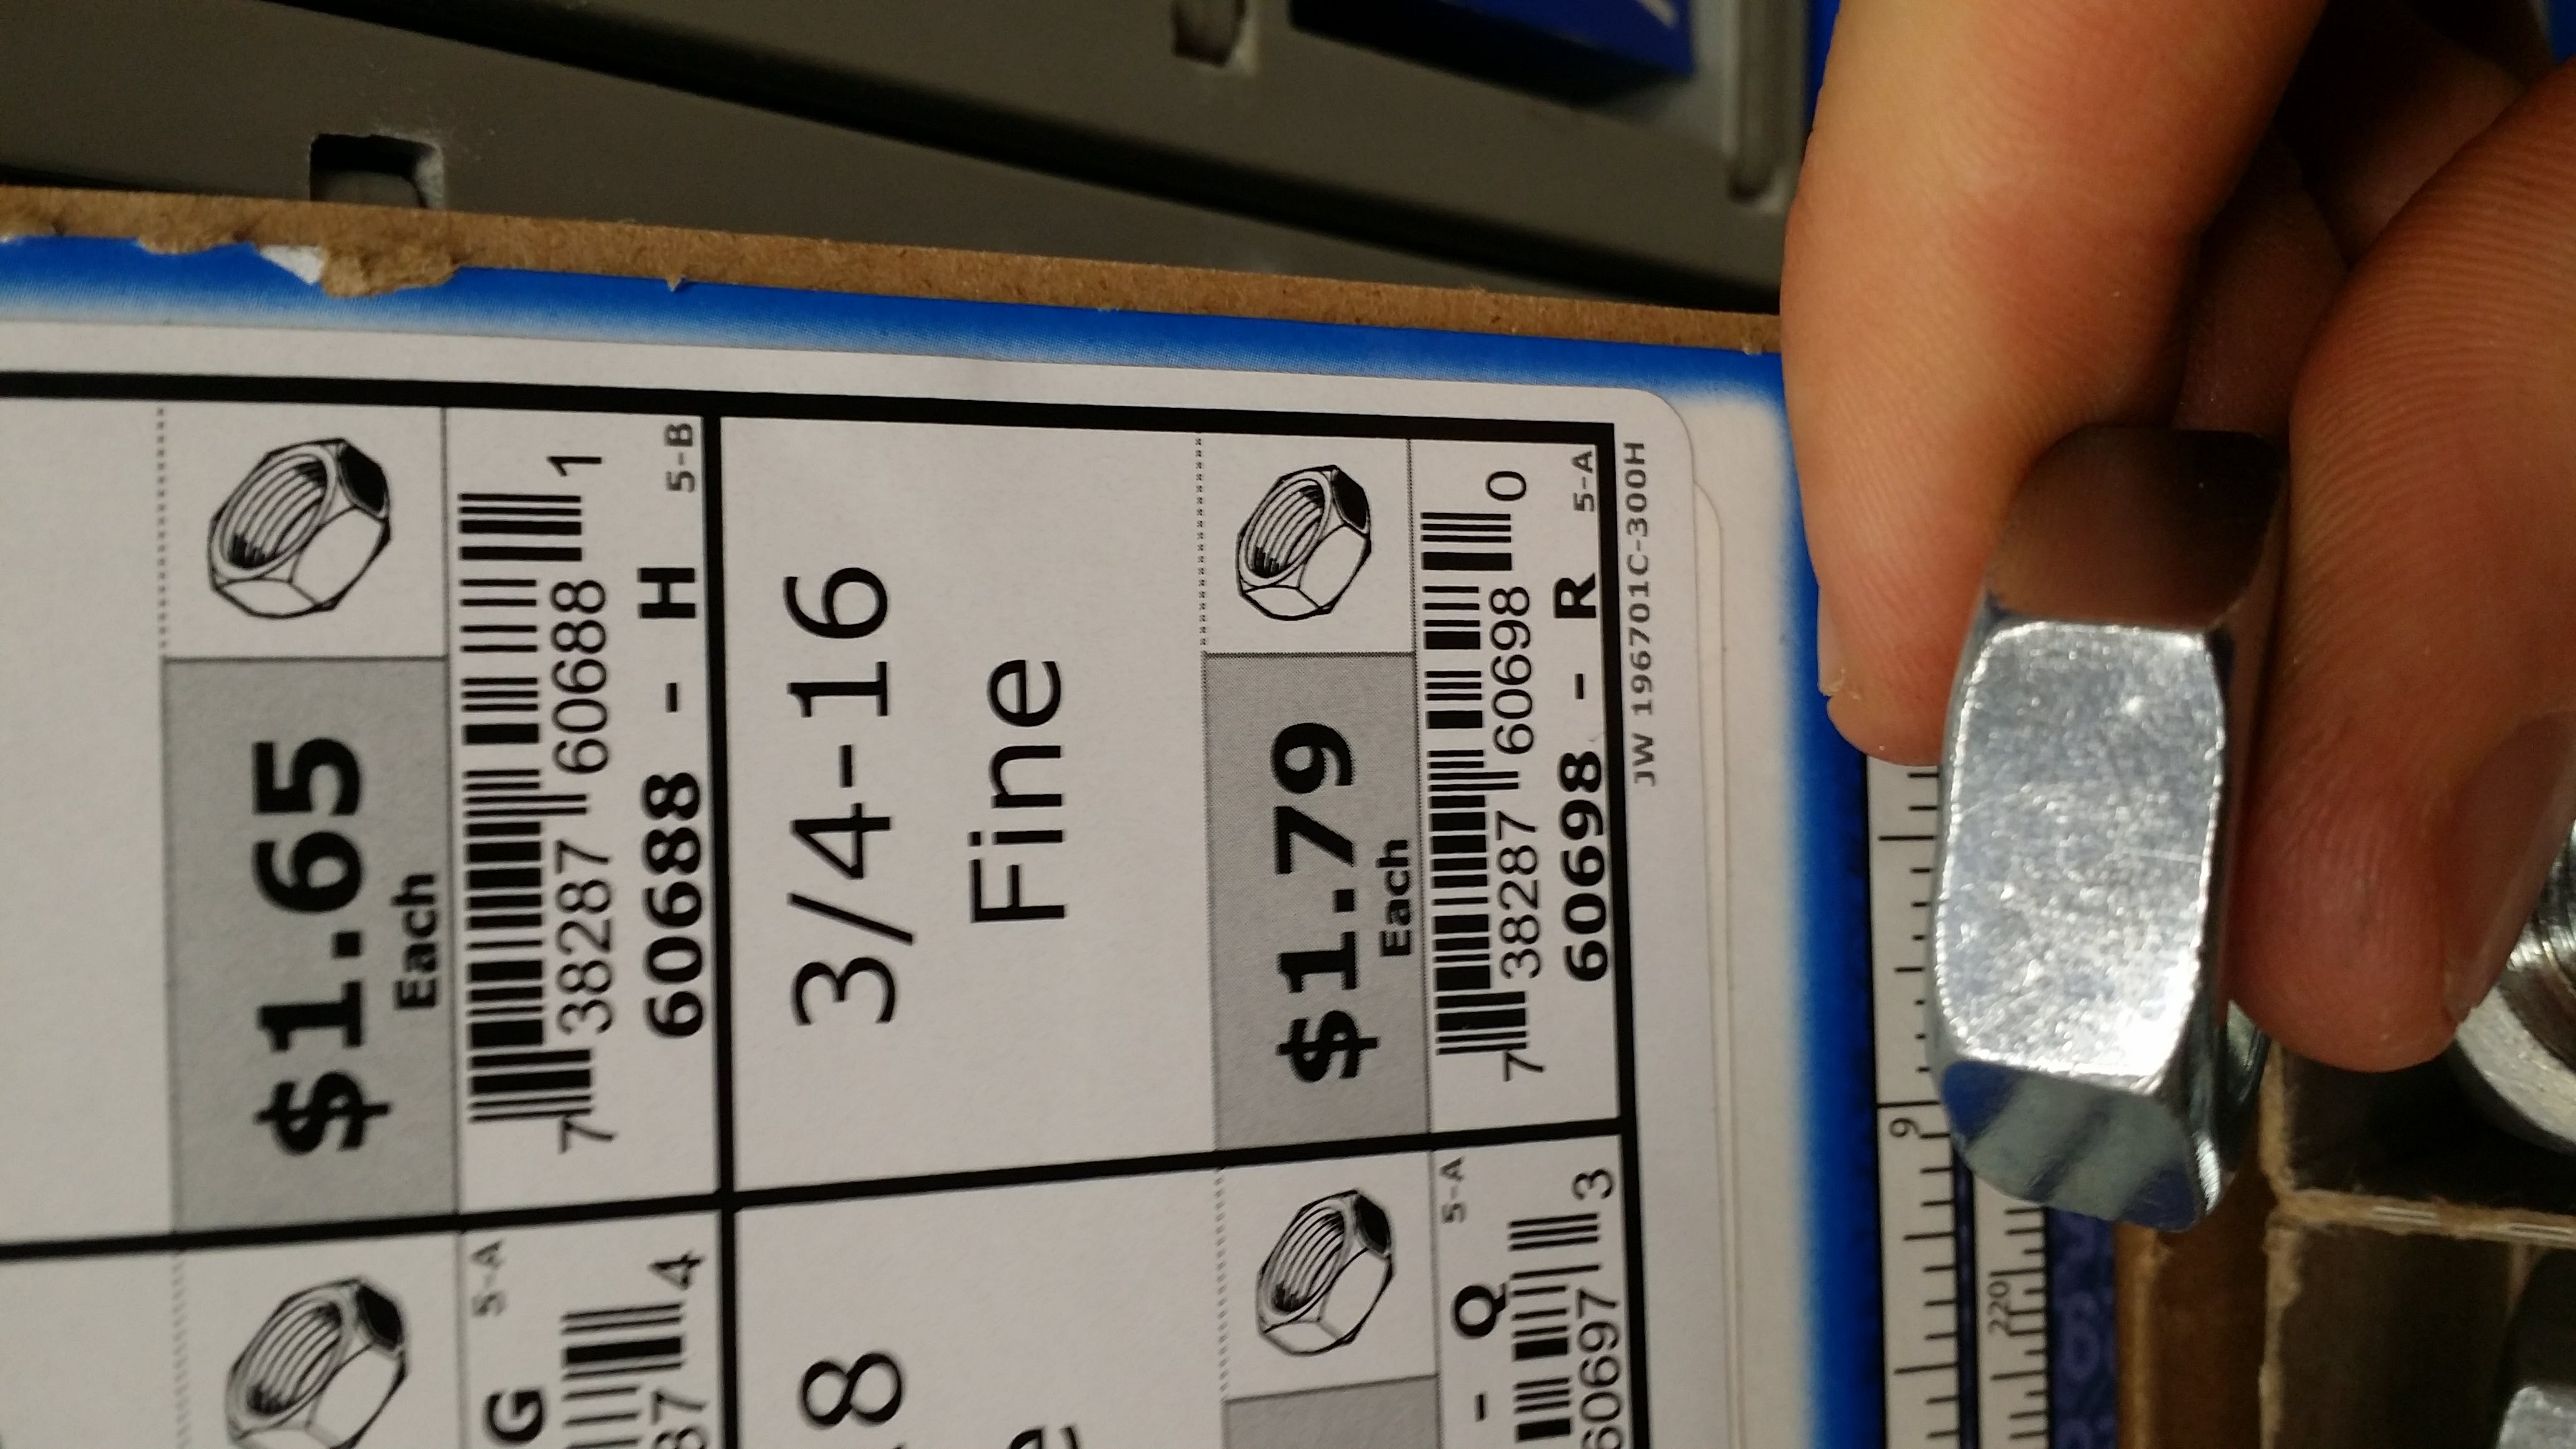 $1.65
Each
5-B
7 38287 60688 1
60688 - H
3/4-16
Fine
$1.79
Each
5-A
7 38287 60698 0
60698 - R
JW 196701C-300H
5-A
G
87
4
8
e
5-A
- Q
60697 3
9
220